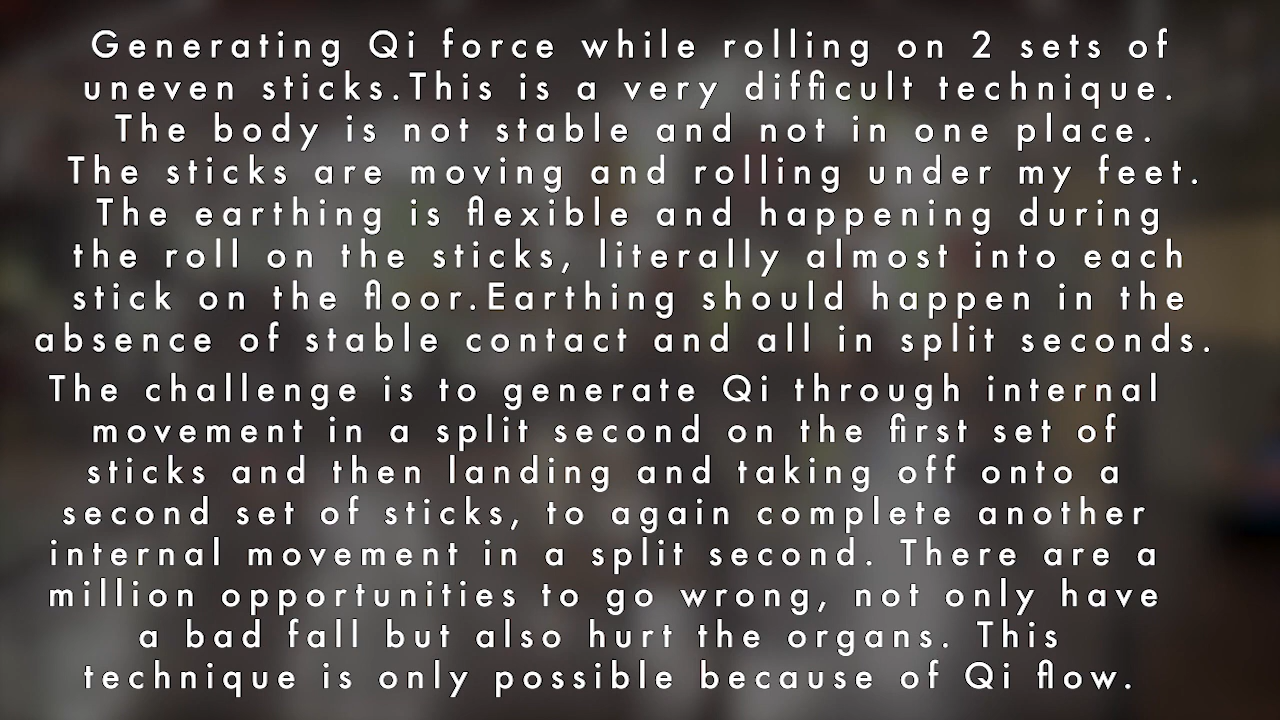 Generating Qi force while rolling on 2 sets of
uneven sticks.This is a very difficult technique.
The body is not stable and not in one place.
The sticks are moving and rolling under my feet.
The earthing is flexible and happening during
the roll on the sticks, literally almost into each
stick on the floor.Earthing should happen in the
absence of stable contact and all in split seconds.
The challenge is to generate Qi through internal
movement in a split second on the first set of
sticks and then landing and taking off onto a
second set of sticks, to again complete another
internal movement in a split second. There are a
million opportunities to go wrong, not only have
a bad fall but also hurt the organs. This
technique is only possible because of Qi flow.